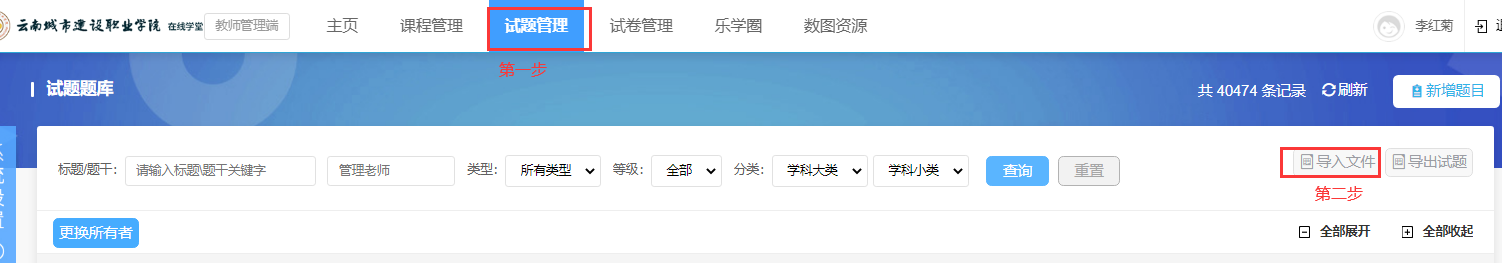 云南城市建设职业学院 在线学堂 教师管理端 主页 课程管理 试题管理 试卷管理 乐学圈 数图资源 李红菊
第一步
试题题库 共 40474 条记录 刷新 新增题目
标题/题干: 请输入标题\题干关键字 管理老师 类型: 所有类型 等级: 全部 分类: 学科大类 学科小类 查询 重置 导入文件 导出试题
第二步
更换所有者 全部展开 全部收起